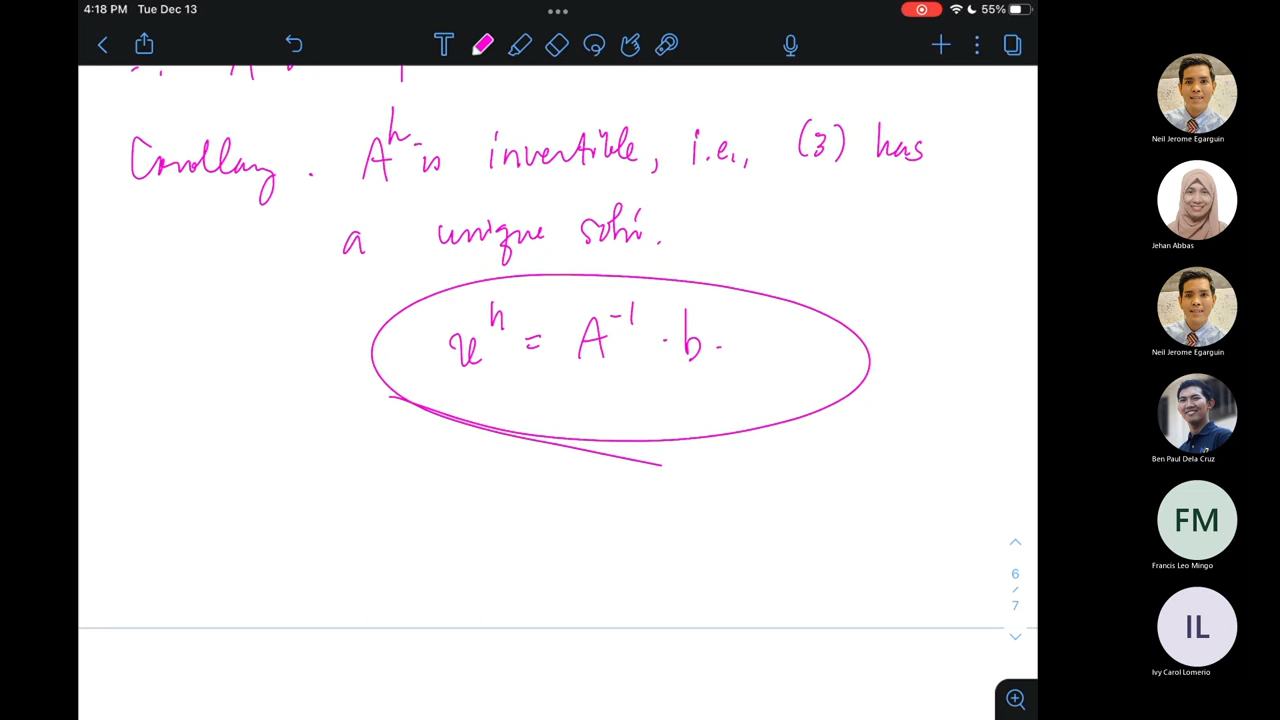 4:18 PM Tue Dec 13
55%
Corollary. A^h is invertible, i.e., (3) has
a unique soln.
u^h = A^-1 · b.
6
/
7
Neil Jerome Egarguin
Jehan Abbas
Neil Jerome Egarguin
Ben Paul Dela Cruz
FM
Francis Leo Mingo
IL
Ivy Carol Lomerio